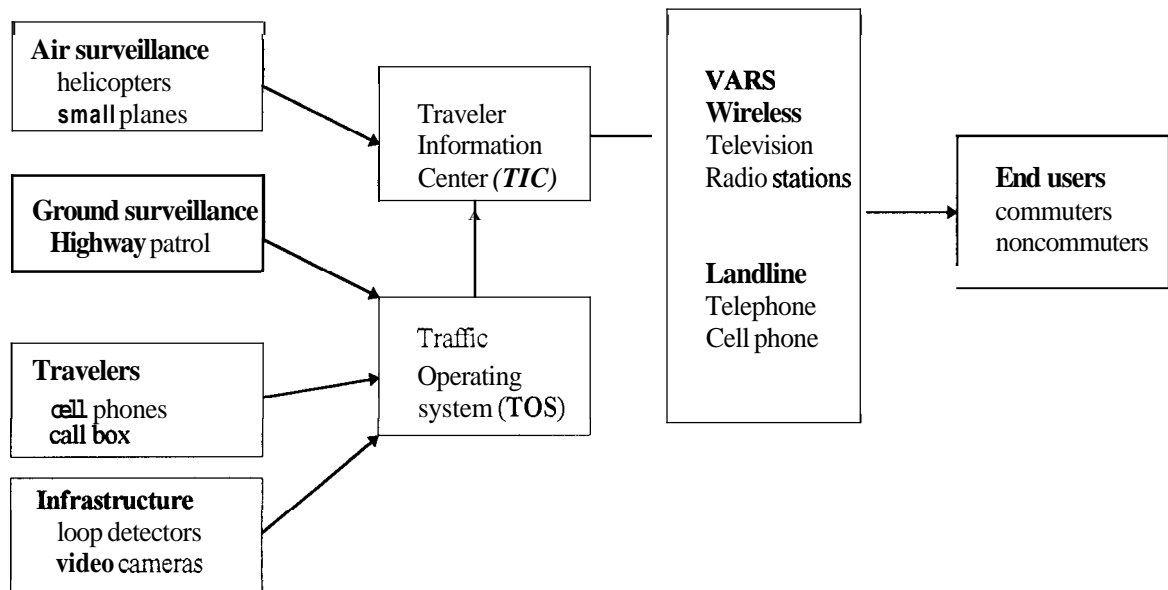 Air surveillance
helicopters
small planes
Ground surveillance
Highway patrol
Travelers
cell phones
call box
Infrastructure
loop detectors
video cameras
Traveler
Information
Center (TIC)
Traffic
Operating
system (TOS)
VARS
Wireless
Television
Radio stations
Landline
Telephone
Cell phone
End users
commuters
noncommuters